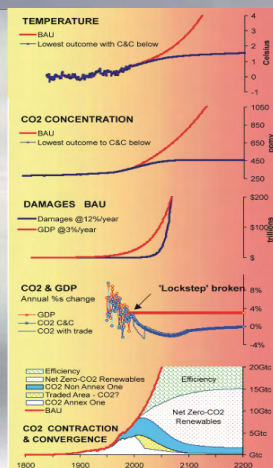 TEMPERATURE
BAU
Lowest outcome with C&C below
4
3
2
1
0
-1
Celsius
CO2 CONCENTRATION
BAU
Lowest outcome to C&C below
1050
850
650
450
250
ppmv
DAMAGES BAU
Damages @12%/year
GDP @3%/year
$200
$100
$
trillions
CO2 & GDP
Annual %s change
'Lockstep' broken
GDP
CO2 C&C
CO2 with trade
8%
4%
0%
-4%
Efficiency
Net Zero-CO2 Renewables
CO2 Non Annex One
Traded Area - CO2?
CO2 Annex One
BAU
Efficiency
Net Zero-CO2
Renewables
CO2 CONTRACTION
& CONVERGENCE
20Gtc
15Gtc
10Gtc
5Gtc
Gtc
1800 1900 2000 2100 2200